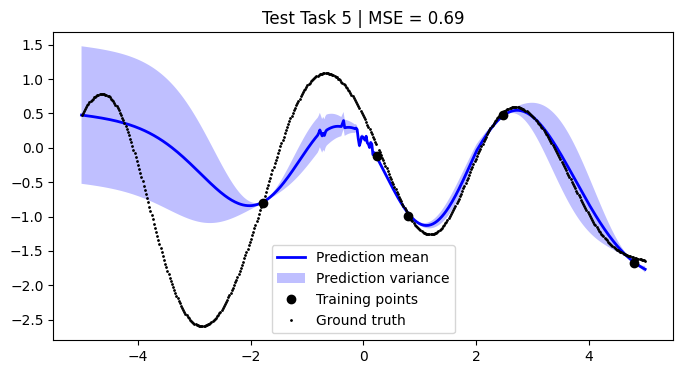 Test Task 5 | MSE = 0.69
1.5
1.0
0.5
0.0
−0.5
−1.0
−1.5
−2.0
−2.5
Prediction mean
Prediction variance
Training points
Ground truth
−4 −2 0 2 4